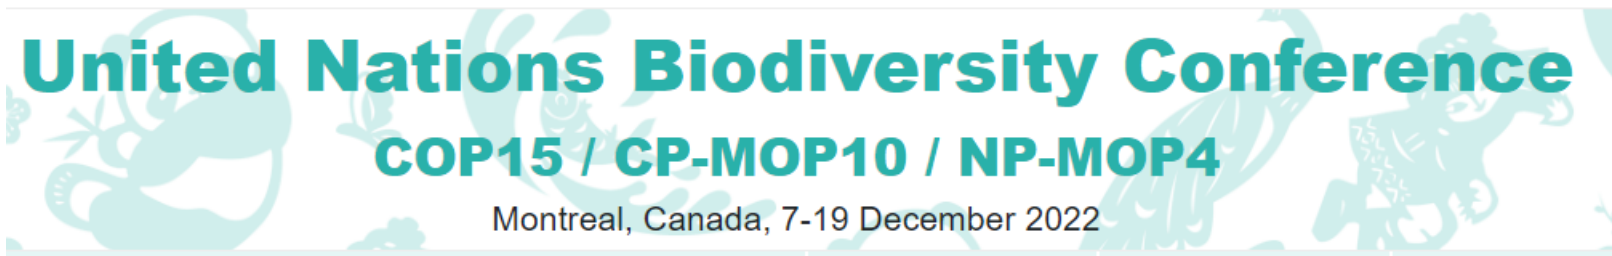 United Nations Biodiversity Conference
COP15 / CP-MOP10 / NP-MOP4
Montreal, Canada, 7-19 December 2022